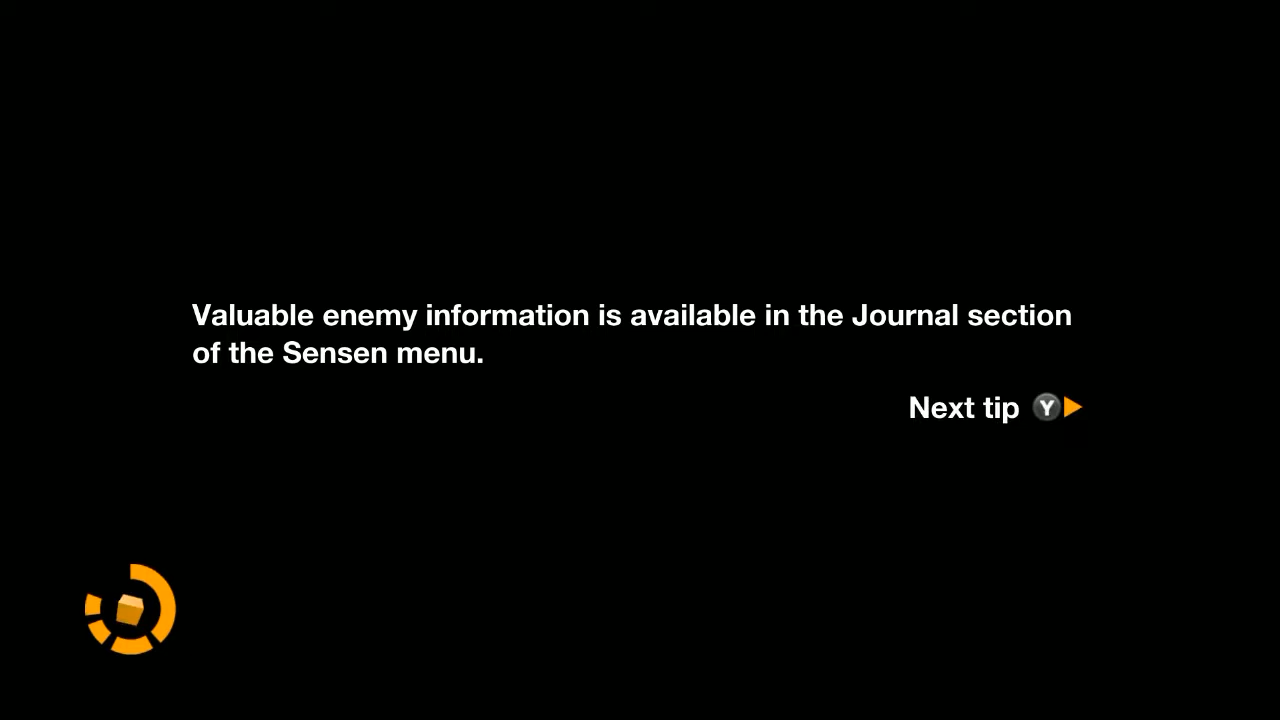 Valuable enemy information is available in the Journal section
of the Sensen menu.
Next tip Y